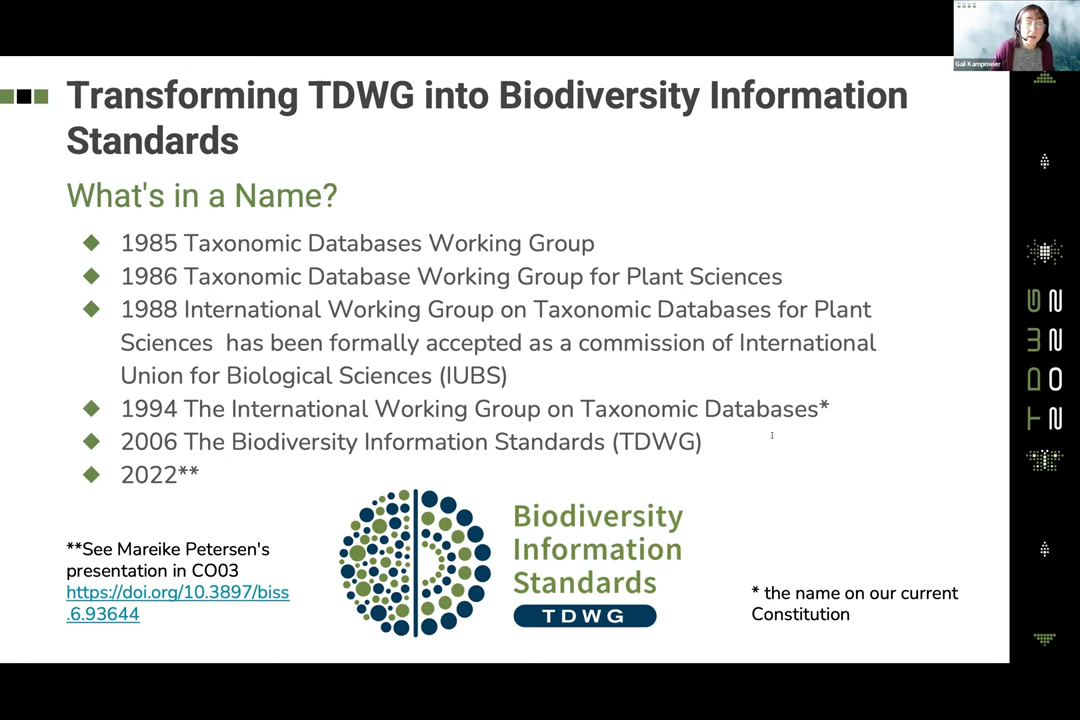 Gail Kampmeier
Transforming TDWG into Biodiversity Information
Standards
What's in a Name?
1985 Taxonomic Databases Working Group
1986 Taxonomic Database Working Group for Plant Sciences
1988 International Working Group on Taxonomic Databases for Plant
Sciences has been formally accepted as a commission of International
Union for Biological Sciences (IUBS)
1994 The International Working Group on Taxonomic Databases*
2006 The Biodiversity Information Standards (TDWG)
2022**
**See Mareike Petersen's
presentation in CO03
https://doi.org/10.3897/biss
.6.93644
Biodiversity
Information
Standards
TDWG
* the name on our current
Constitution
TDWG
2022